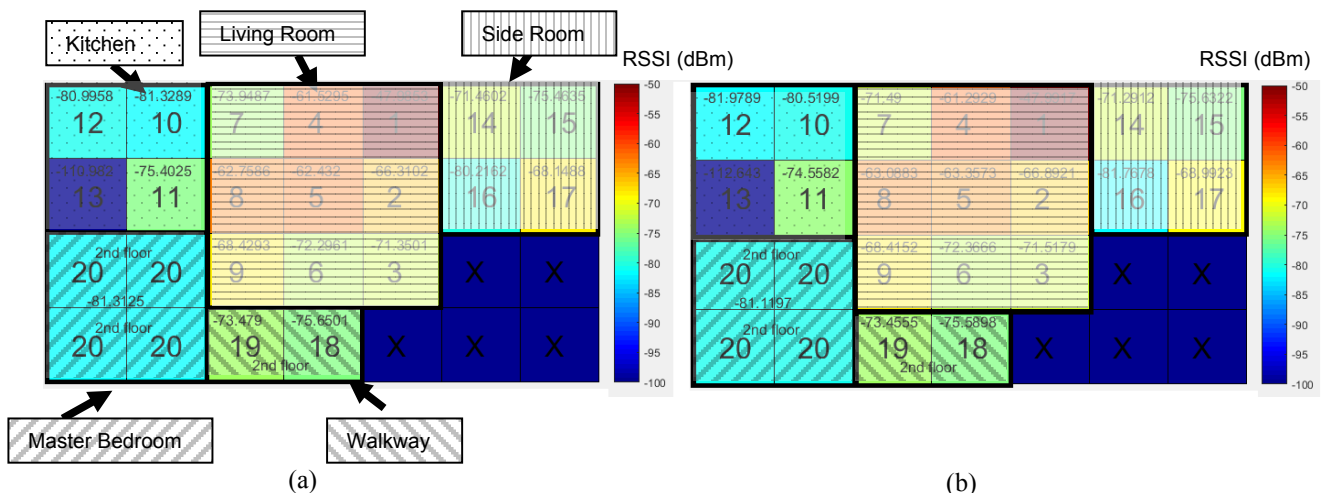 Kitchen
Living Room
Side Room
RSSI (dBm)
RSSI (dBm)
-80.9958 -81.3289 -73.9487 -61.6295 -71.4602 -75.4635
12 10 7 4 1 14 15
-75.4025 -62.7586 -62.432 -66.3102 -80.2162 -68.1488
13 11 8 5 2 16 17
-68.4293 -72.2961 -71.3501
2nd floor
20 20 9 6 3 X X
-81.3125
-73.479 -75.6501
2nd floor
20 20 19 18 X X X
2nd floor
-50
-55
-60
-65
-70
-75
-80
-85
-90
-95
-100
Master Bedroom
Walkway
(a)
-81.9789 -80.5199 -71.49 -61.2929 -71.2912 -75.6322
12 10 7 4 1 14 15
-74.5582 -63.0883 -63.3573 -66.8921 -81.7678 -68.9923
13 11 8 5 2 16 17
-68.4152 -72.3666 -71.5179
2nd floor
20 20 9 6 3 X X
-81.1197
-73.4555 -75.5898
2nd floor
20 20 19 18 X X X
2nd floor
-50
-55
-60
-65
-70
-75
-80
-85
-90
-95
-100
(b)